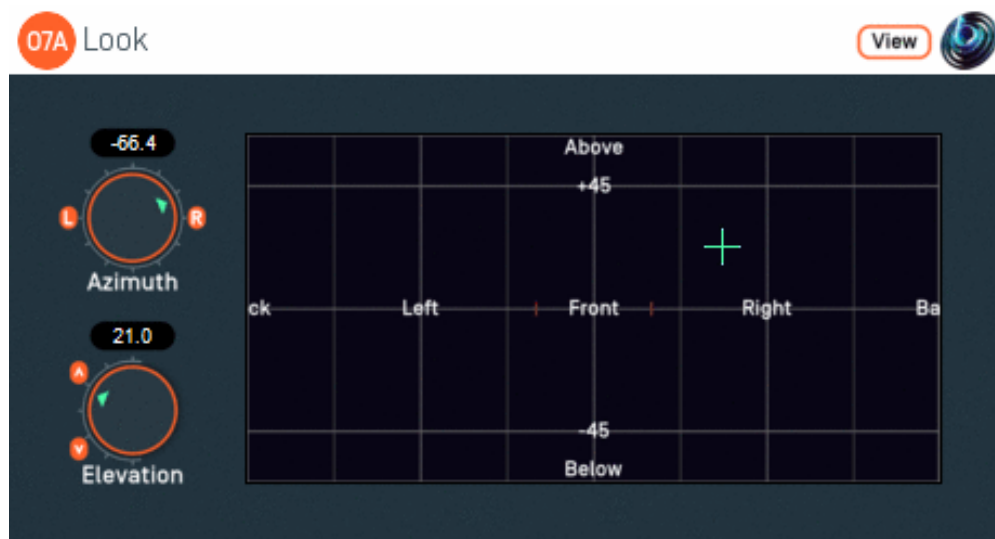 O7A Look
View
-66.4
L R
Azimuth
21.0
Elevation
Above
+45
ck Left Front Right Ba
-45
Below